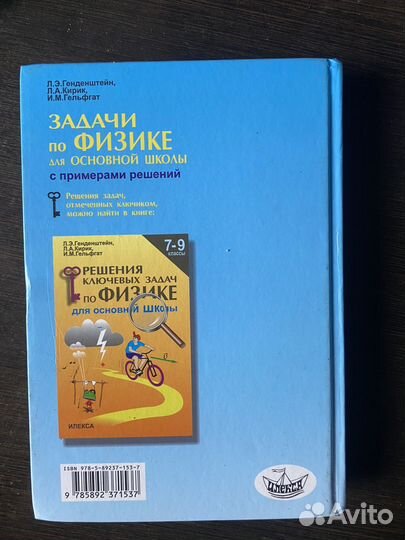 Л.Э.Генденштейн,
Л.А.Кирик,
И.М.Гельфгат
ЗАДАЧИ
ПО ФИЗИКЕ
ДЛЯ ОСНОВНОЙ ШКОЛЫ
с примерами решений
Решения задач,
отмеченных ключиком,
можно найти в книге:
Л.Э.Генденштейн,
Л.А.Кирик,
И.М.Гельфгат
7-9
классы
РЕШЕНИЯ
КЛЮЧЕВЫХ ЗАДАЧ
ПО ФИЗИКЕ
для основной школы
ИЛЕКСА
ISBN 978-5-89237-153-7
9 785892 371537
ИЛЕКСА
Avito